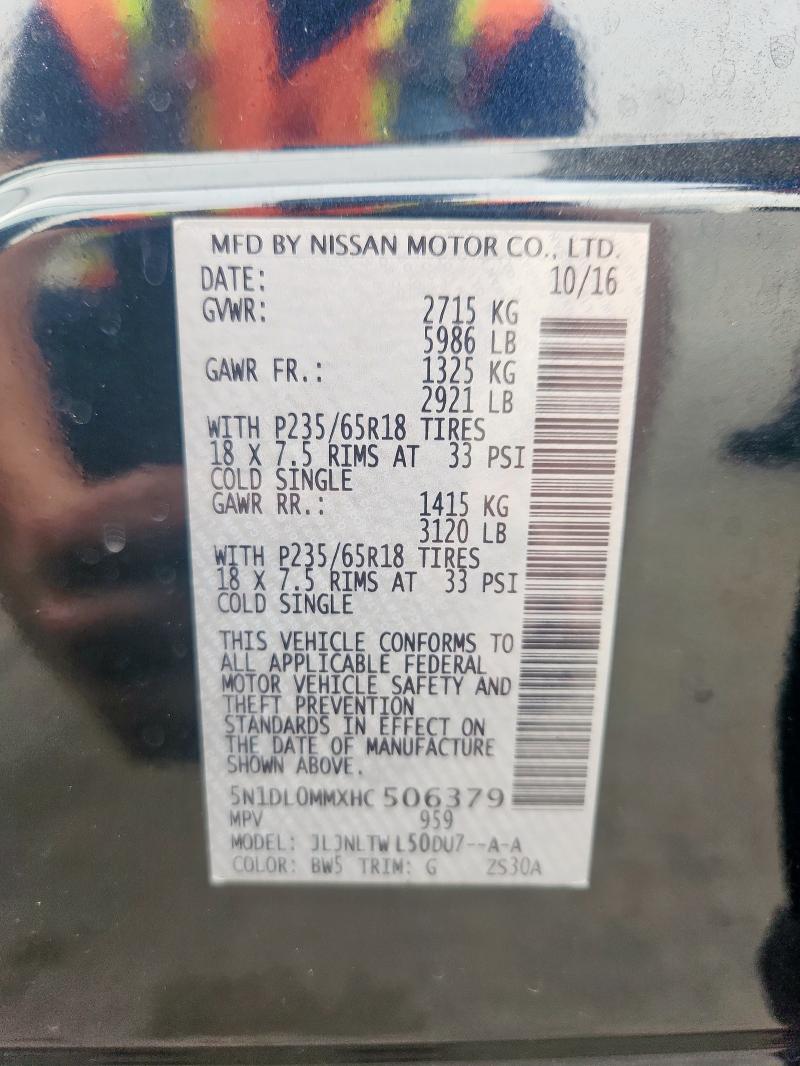 MFD BY NISSAN MOTOR CO., LTD.
DATE: 10/16
GVWR: 2715 KG
5986 LB
GAWR FR.: 1325 KG
2921 LB
WITH P235/65R18 TIRES
18 X 7.5 RIMS AT 33 PSI
COLD SINGLE
GAWR RR.: 1415 KG
3120 LB
WITH P235/65R18 TIRES
18 X 7.5 RIMS AT 33 PSI
COLD SINGLE
THIS VEHICLE CONFORMS TO
ALL APPLICABLE FEDERAL
MOTOR VEHICLE SAFETY AND
THEFT PREVENTION
STANDARDS IN EFFECT ON
THE DATE OF MANUFACTURE
SHOWN ABOVE.
5N1DL0MMXHC 506379
MPV 959
MODEL: JLJNLTW L50DU7--A-A
COLOR: BW5 TRIM: G ZS30A